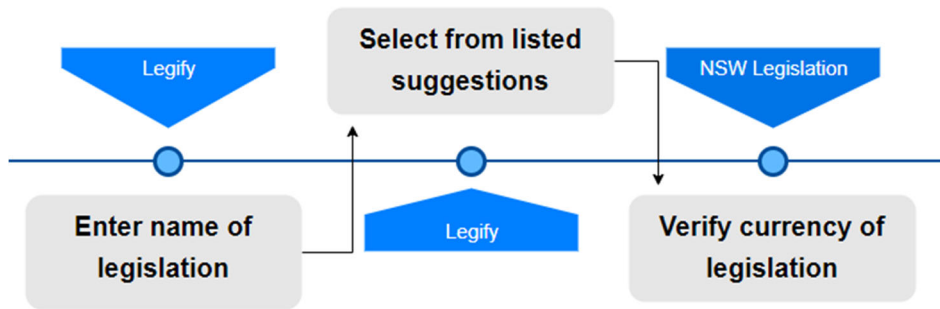 Legify
Select from listed
suggestions
NSW Legislation
Enter name of
legislation
Legify
Verify currency of
legislation